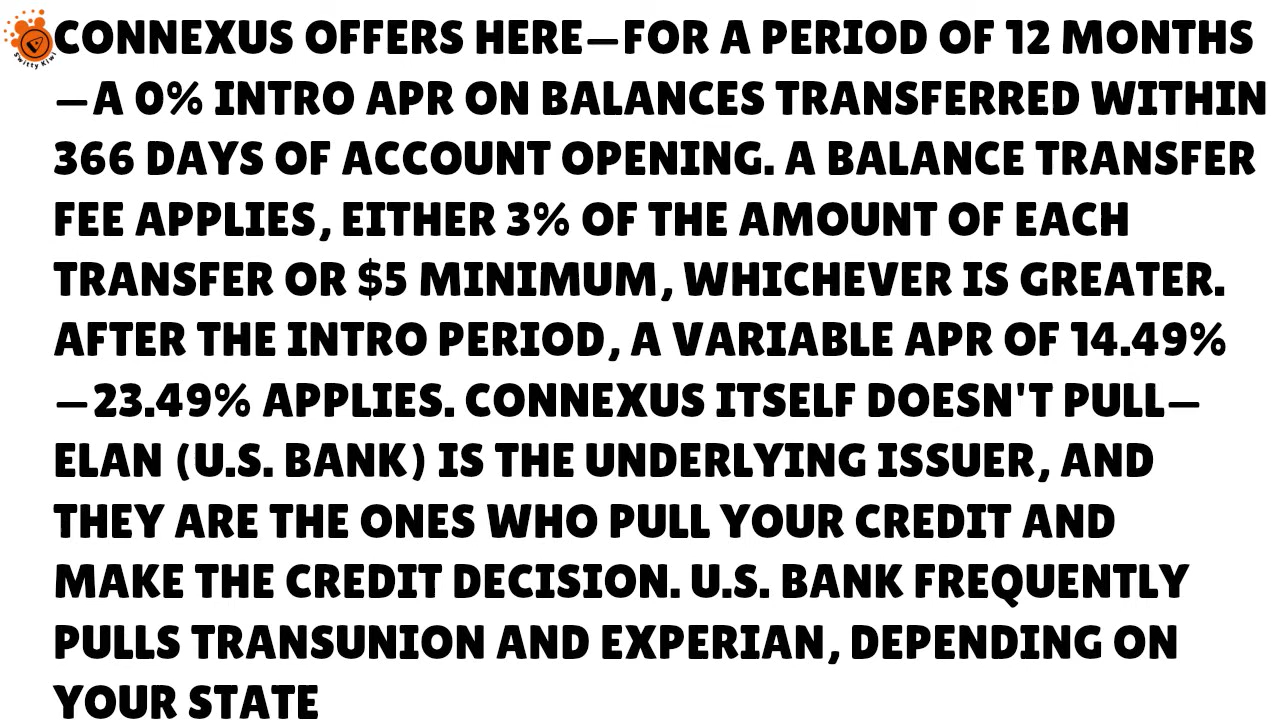 CONNEXUS OFFERS HERE—FOR A PERIOD OF 12 MONTHS
—A 0% INTRO APR ON BALANCES TRANSFERRED WITHIN
366 DAYS OF ACCOUNT OPENING. A BALANCE TRANSFER
FEE APPLIES, EITHER 3% OF THE AMOUNT OF EACH
TRANSFER OR $5 MINIMUM, WHICHEVER IS GREATER.
AFTER THE INTRO PERIOD, A VARIABLE APR OF 14.49%
—23.49% APPLIES. CONNEXUS ITSELF DOESN'T PULL—
ELAN (U.S. BANK) IS THE UNDERLYING ISSUER, AND
THEY ARE THE ONES WHO PULL YOUR CREDIT AND
MAKE THE CREDIT DECISION. U.S. BANK FREQUENTLY
PULLS TRANSUNION AND EXPERIAN, DEPENDING ON
YOUR STATE